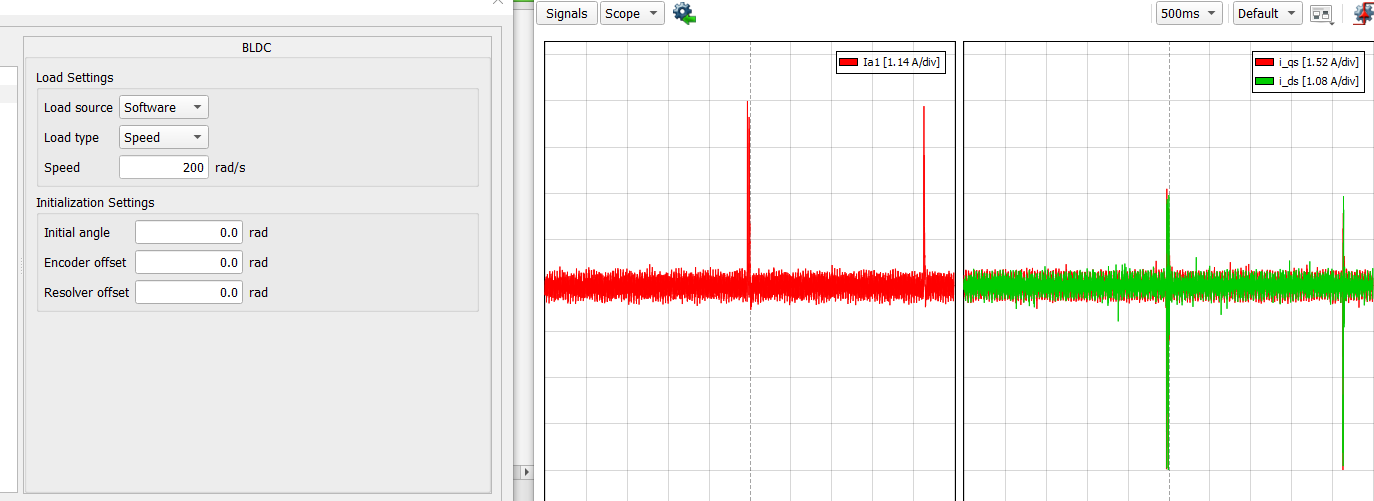 BLDC
Load Settings
Load source Software
Load type Speed
Speed 200 rad/s
Initialization Settings
Initial angle 0.0 rad
Encoder offset 0.0 rad
Resolver offset 0.0 rad
Signals Scope 500ms Default
Ia1 [1.14 A/div]
i_qs [1.52 A/div]
i_ds [1.08 A/div]